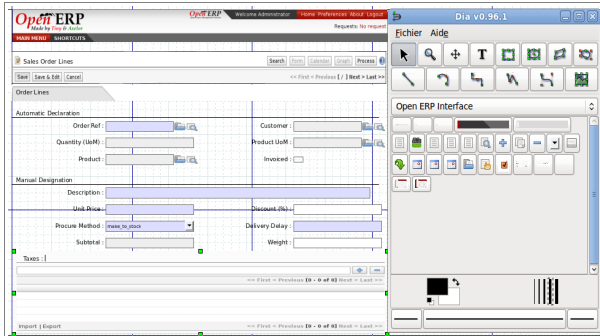 Open ERP
Made by Tiny & Axelor
Open ERP
Welcome Administrator
Home Preferences About Logout
Requests: No request
MAIN MENU SHORTCUTS
Sales Order Lines
Search Form Calendar Graph Process
Save Save & Edit Cancel
<< First < Previous [ / ] Next > Last >>
Order Lines
Automatic Declaration
Order Ref :
Customer :
Quantity (UoM) :
Product UoM :
Product :
Invoiced :
Manual Designation
Description :
Unit Price :
Discount (%) :
Procure Method : make_to_stock
Delivery Delay :
Subtotal :
Weight :
Taxes :
<< First < Previous [0 - 0 of 0] Next > Last >>
Import | Export
<< First < Previous [0 - 0 of 0] Next > Last >>
Dia v0.96.1
Fichier Aide
T
Open ERP Interface